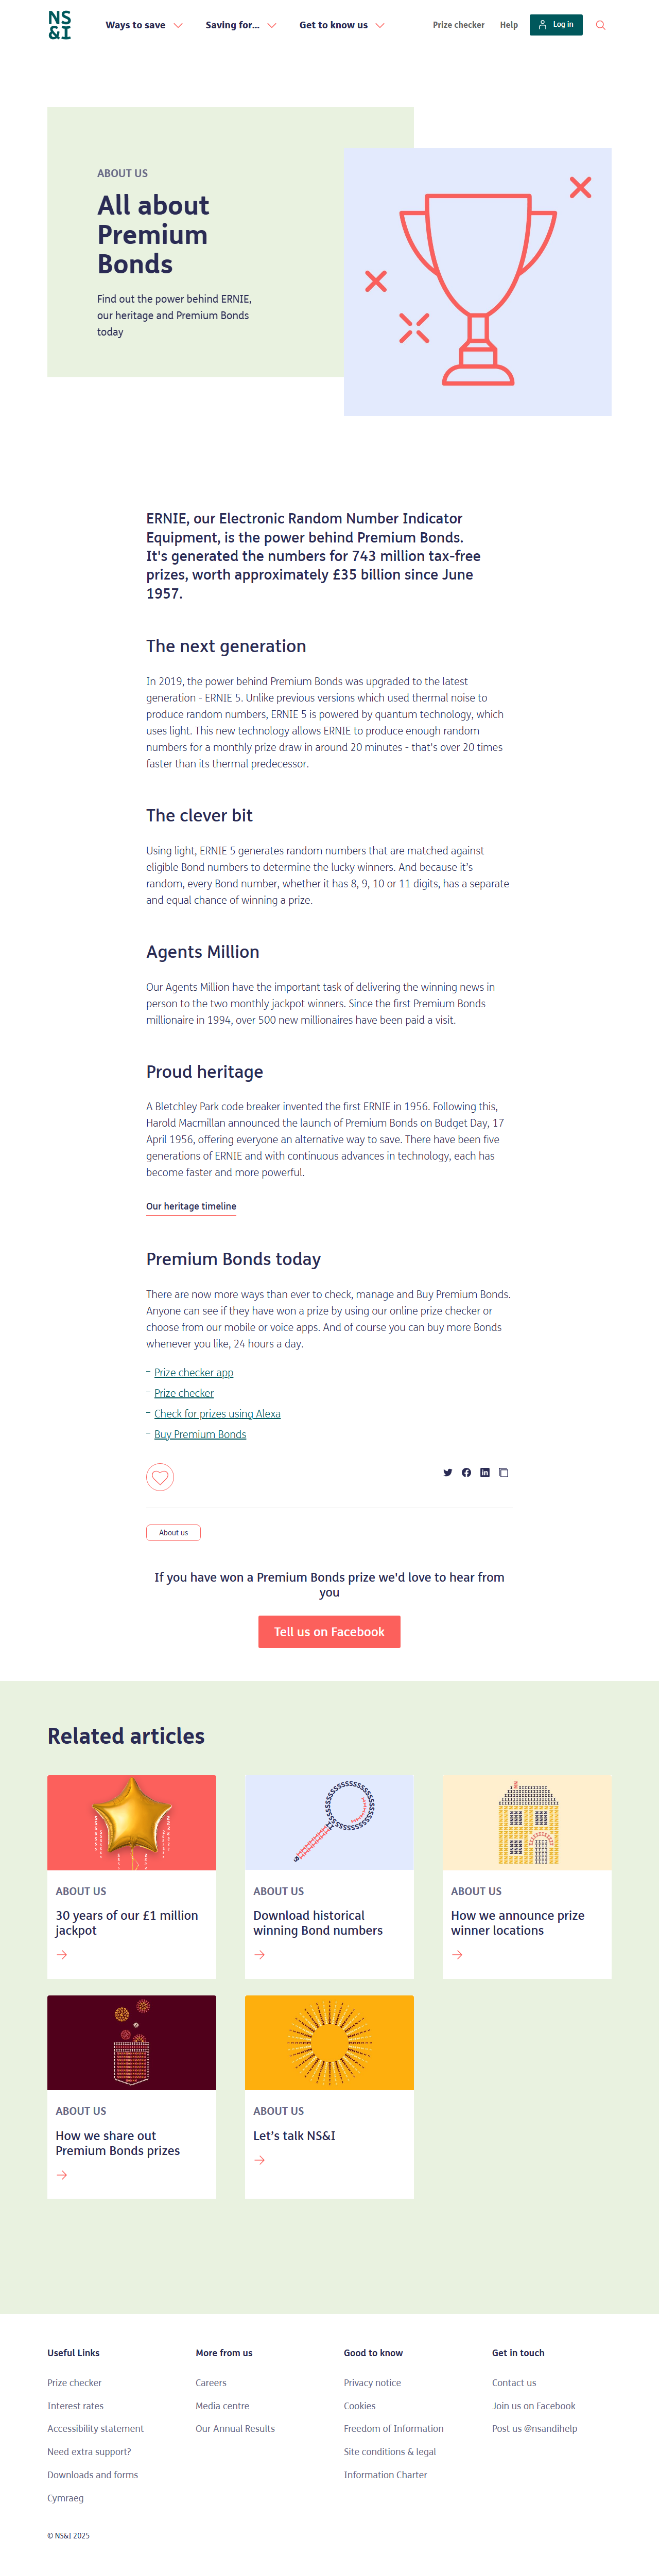 NS
&I
Ways to save
Saving for...
Get to know us
Prize checker
Help
Log in
ABOUT US
All about
Premium
Bonds
Find out the power behind ERNIE,
our heritage and Premium Bonds
today
ERNIE, our Electronic Random Number Indicator
Equipment, is the power behind Premium Bonds.
It's generated the numbers for 743 million tax-free
prizes, worth approximately £35 billion since June
1957.
The next generation
In 2019, the power behind Premium Bonds was upgraded to the latest
generation - ERNIE 5. Unlike previous versions which used thermal noise to
produce random numbers, ERNIE 5 is powered by quantum technology, which
uses light. This new technology allows ERNIE to produce enough random
numbers for a monthly prize draw in around 20 minutes - that's over 20 times
faster than its thermal predecessor.
The clever bit
Using light, ERNIE 5 generates random numbers that are matched against
eligible Bond numbers to determine the lucky winners. And because it's
random, every Bond number, whether it has 8, 9, 10 or 11 digits, has a separate
and equal chance of winning a prize.
Agents Million
Our Agents Million have the important task of delivering the winning news in
person to the two monthly jackpot winners. Since the first Premium Bonds
millionaire in 1994, over 500 new millionaires have been paid a visit.
Proud heritage
A Bletchley Park code breaker invented the first ERNIE in 1956. Following this,
Harold Macmillan announced the launch of Premium Bonds on Budget Day, 17
April 1956, offering everyone an alternative way to save. There have been five
generations of ERNIE and with continuous advances in technology, each has
become faster and more powerful.
Our heritage timeline
Premium Bonds today
There are now more ways than ever to check, manage and Buy Premium Bonds.
Anyone can see if they have won a prize by using our online prize checker or
choose from our mobile or voice apps. And of course you can buy more Bonds
whenever you like, 24 hours a day.
– Prize checker app
– Prize checker
– Check for prizes using Alexa
– Buy Premium Bonds
About us
If you have won a Premium Bonds prize we'd love to hear from
you
Tell us on Facebook
Related articles
ABOUT US
30 years of our £1 million
jackpot
ABOUT US
Download historical
winning Bond numbers
ABOUT US
How we announce prize
winner locations
ABOUT US
How we share out
Premium Bonds prizes
ABOUT US
Let's talk NS&I
Useful Links
Prize checker
Interest rates
Accessibility statement
Need extra support?
Downloads and forms
Cymraeg
More from us
Careers
Media centre
Our Annual Results
Good to know
Privacy notice
Cookies
Freedom of Information
Site conditions & legal
Information Charter
Get in touch
Contact us
Join us on Facebook
Post us @nsandihelp
© NS&I 2025